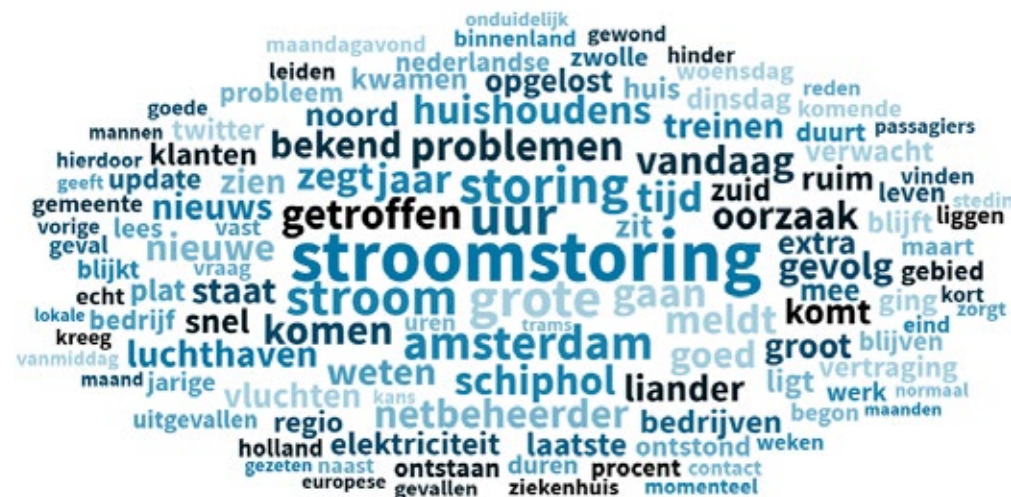 onduidelijk
maandagavond binnenland gewond
nederlandse zwolle hinder
leiden kwamen opgelost huis woensdag
probleem dinsdag reden
goede noord huishoudens komende
mannen twitter treinen duurt passagiers
hierdoor klanten bekend problemen vandaag verwacht
geeft update zien zegt jaar storing tijd zuid ruim leven vinden
gemeente nieuws getroffen uur zit oorzaak blijft liggen stedin
vorige lees vast
geval nieuwe stroomstoring extra maart
blijkt vraag gevolg gebied
echt plat staat stroom grote gaan mee ging kort
lokale bedrijf snel komen uren trams meldt komt eind zorgt
kreeg
vanmiddag luchthaven amsterdam goed groot blijven
maand jarige weten schiphol liander ligt vertraging
vluchten kans werk normaal
uitgevallen regio netbeheerder bedrijven begon maanden
holland elektriciteit laatste ontstond weken
gezeten naast ontstaan duren procent contact
europese gevallen ziekenhuis momenteel